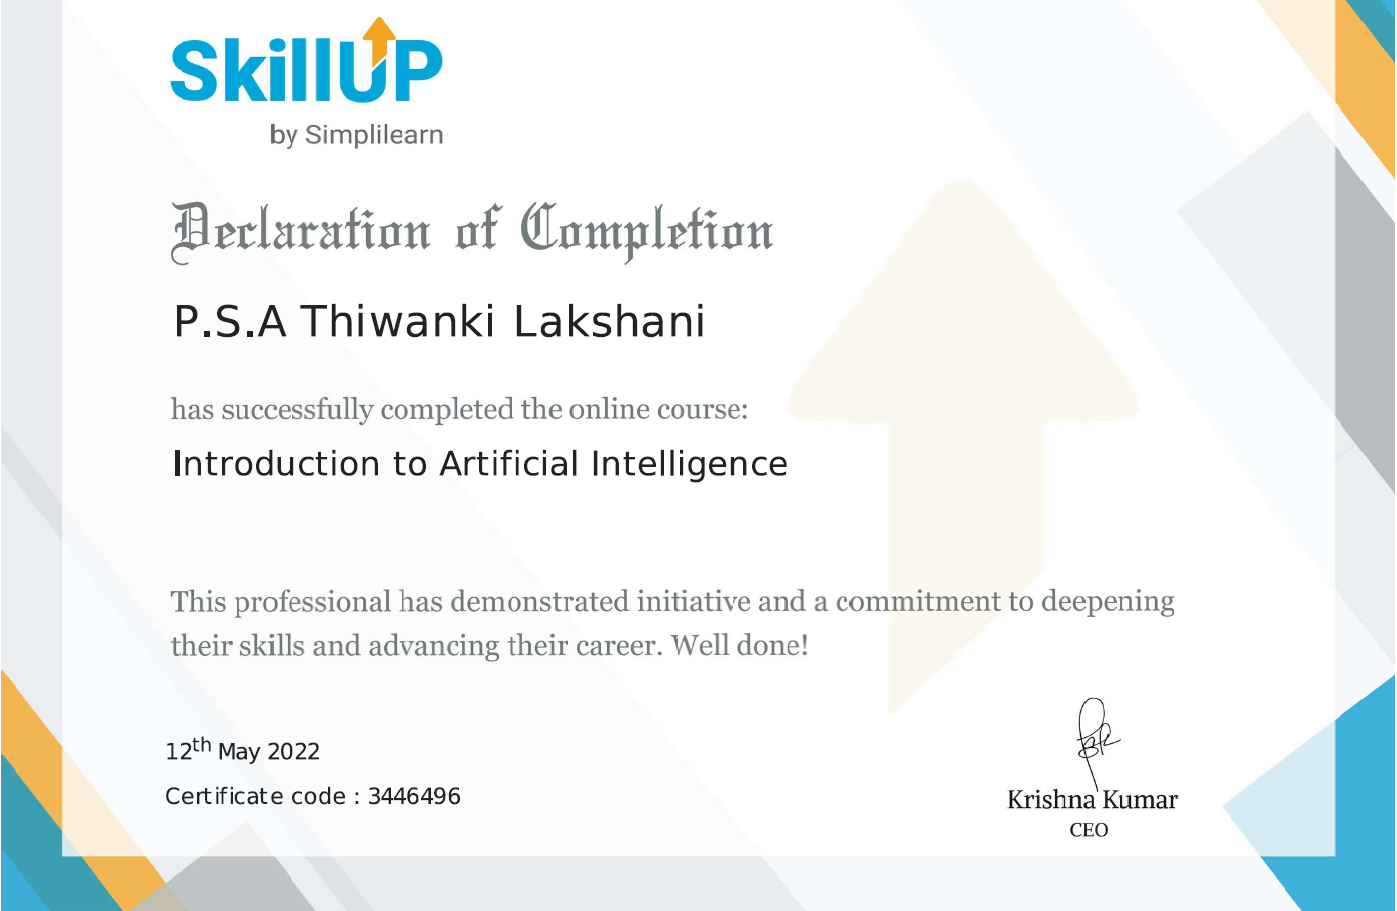 SkillUP
by Simplilearn
Declaration of Completion
P.S.A Thiwanki Lakshani
has successfully completed the online course:
Introduction to Artificial Intelligence
This professional has demonstrated initiative and a commitment to deepening
their skills and advancing their career. Well done!
12th May 2022
Certificate code : 3446496
Krishna Kumar
CEO